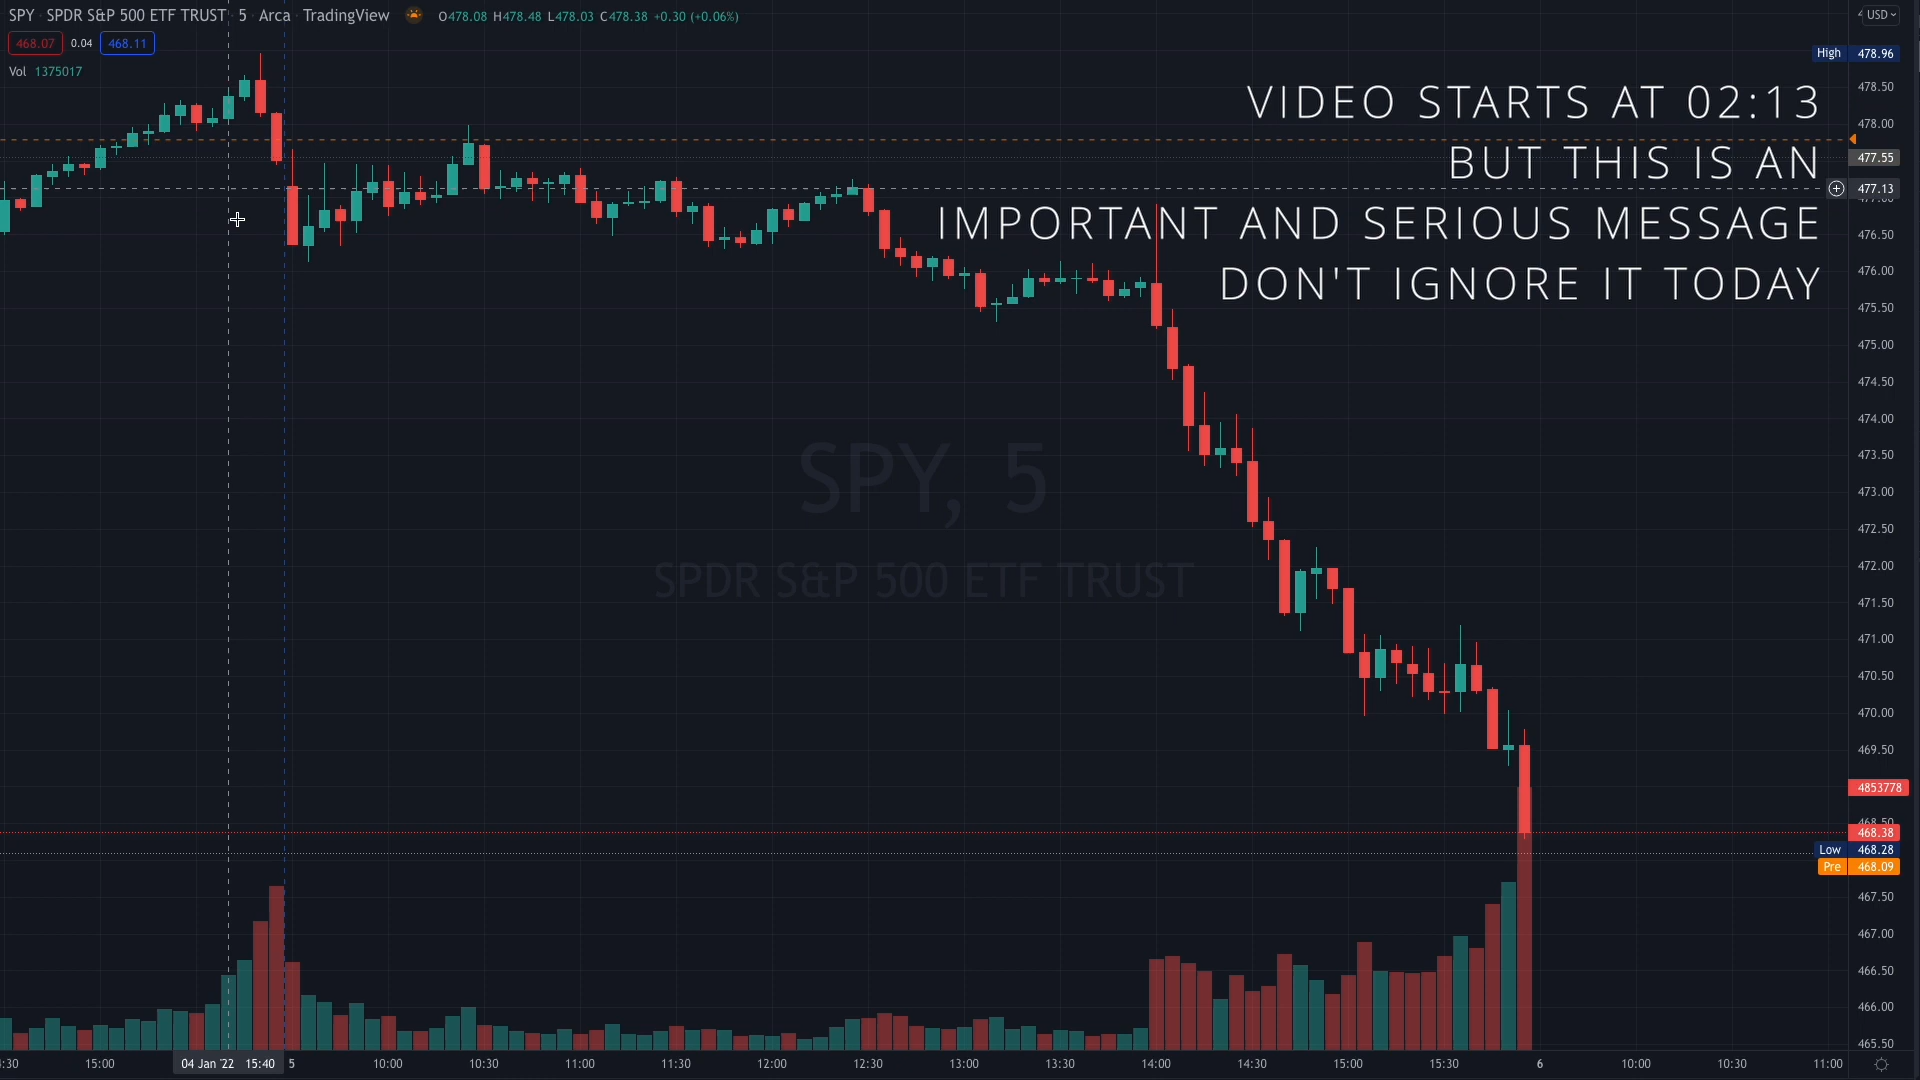 SPY · SPDR S&P 500 ETF TRUST · 5 · Arca · TradingView O478.08 H478.48 L478.03 C478.38 +0.30 (+0.06%)
468.07 0.04 468.11
Vol 1375017
USD
High 478.96
478.50
478.00
477.55
477.13
476.50
476.00
475.50
475.00
474.50
474.00
473.50
473.00
472.50
472.00
471.50
471.00
470.50
470.00
469.50
4853778
468.50
468.38
Low 468.28
Pre 468.09
467.50
467.00
466.50
466.00
465.50
VIDEO STARTS AT 02:13
BUT THIS IS AN
IMPORTANT AND SERIOUS MESSAGE
DON'T IGNORE IT TODAY
SPY, 5
SPDR S&P 500 ETF TRUST
:30 15:00 04 Jan '22 15:40 5 10:00 10:30 11:00 11:30 12:00 12:30 13:00 13:30 14:00 14:30 15:00 15:30 6 10:00 10:30 11:00